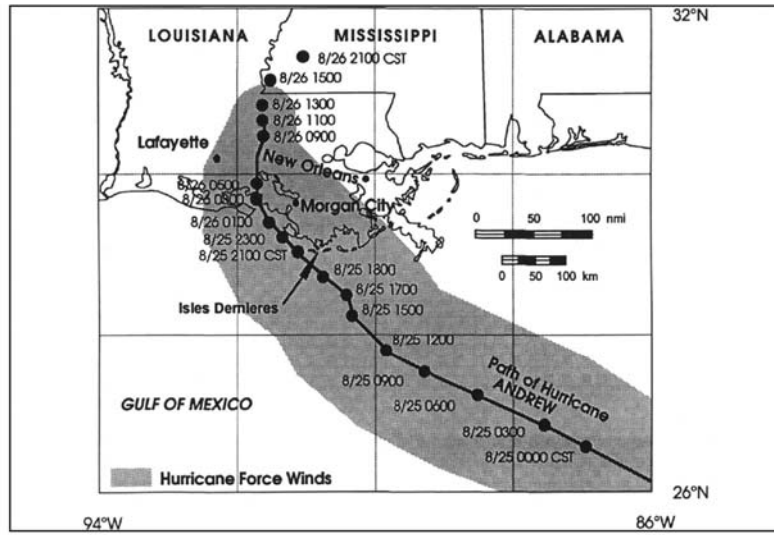 32°N
LOUISIANA
MISSISSIPPI
ALABAMA
8/26 2100 CST
8/26 1500
8/26 1300
8/26 1100
8/26 0900
Lafayette
New Orleans
8/26 0500
8/26 0300
Morgan City
8/26 0100
8/25 2300
8/25 2100 CST
0 50 100 nmi
0 50 100 km
8/25 1800
8/25 1700
Isles Dernieres
8/25 1500
8/25 1200
8/25 0900
Path of Hurricane
ANDREW
8/25 0600
GULF OF MEXICO
8/25 0300
8/25 0000 CST
Hurricane Force Winds
26°N
94°W
86°W